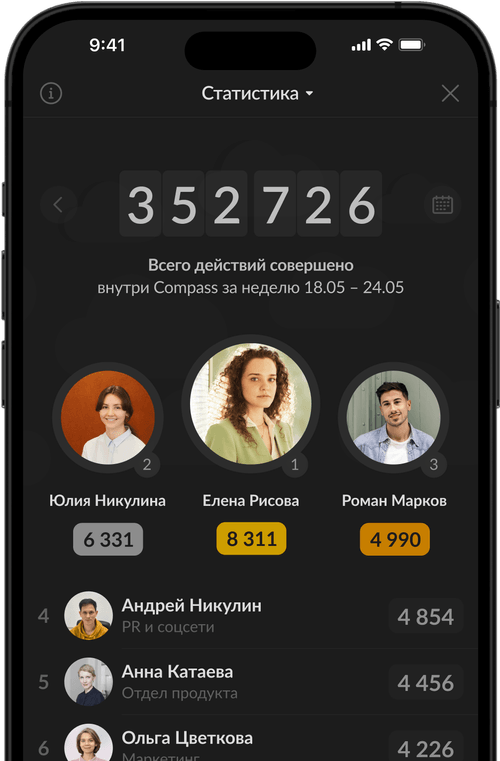 9:41
Статистика
352726
Всего действий совершено
внутри Compass за неделю 18.05 – 24.05
2
1
3
Юлия Никулина
Елена Рисова
Роман Марков
6 331
8 311
4 990
4
Андрей Никулин
PR и соцсети
4 854
5
Анна Катаева
Отдел продукта
4 456
6
Ольга Цветкова
Маркетинг
4 226